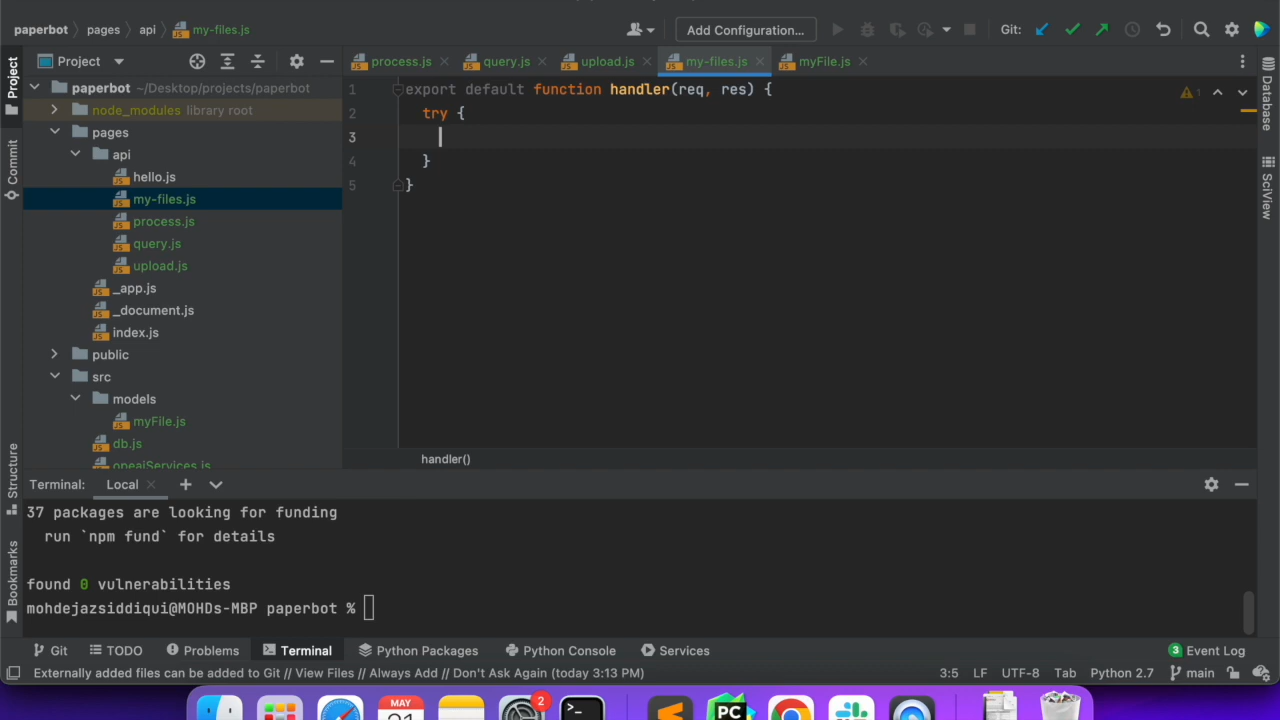 paperbot pages api my-files.js Add Configuration... Git:
Project process.js query.js upload.js my-files.js myFile.js
Project
Commit
Structure
Bookmarks
Database
SciView
paperbot ~/Desktop/projects/paperbot
node_modules library root
pages
api
hello.js
my-files.js
process.js
query.js
upload.js
_app.js
_document.js
index.js
public
src
models
myFile.js
db.js
opeaiServices.js
1 export default function handler(req, res) {
2 try {
3
4 }
5 }
1
handler()
Terminal: Local
37 packages are looking for funding
run `npm fund` for details
found 0 vulnerabilities
mohdejazsiddiqui@MOHDs-MBP paperbot %
Git TODO Problems Terminal Python Packages Python Console Services 3 Event Log
Externally added files can be added to Git // View Files // Always Add // Don't Ask Again (today 3:13 PM) 3:5 LF UTF-8 Tab Python 2.7 main
MAY
2
PC